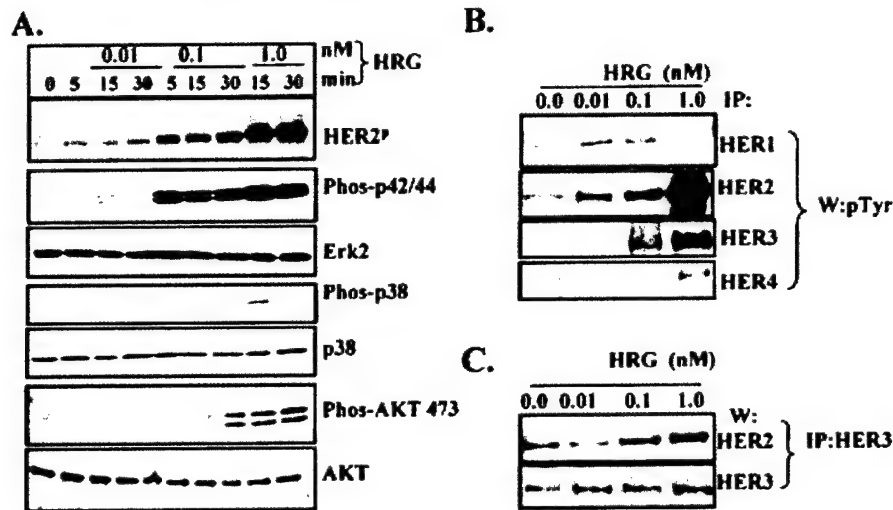 A.
0.01 0.1 1.0 nM
0 5 15 30 5 15 30 15 30 min
HRG
HER2ᵖ
Phos-p42/44
Erk2
Phos-p38
p38
Phos-AKT 473
AKT
B.
HRG (nM)
0.0 0.01 0.1 1.0 IP:
HER1
HER2
HER3
HER4
W:pTyr
C.
HRG (nM)
0.0 0.01 0.1 1.0
W:
HER2
HER3
IP:HER3